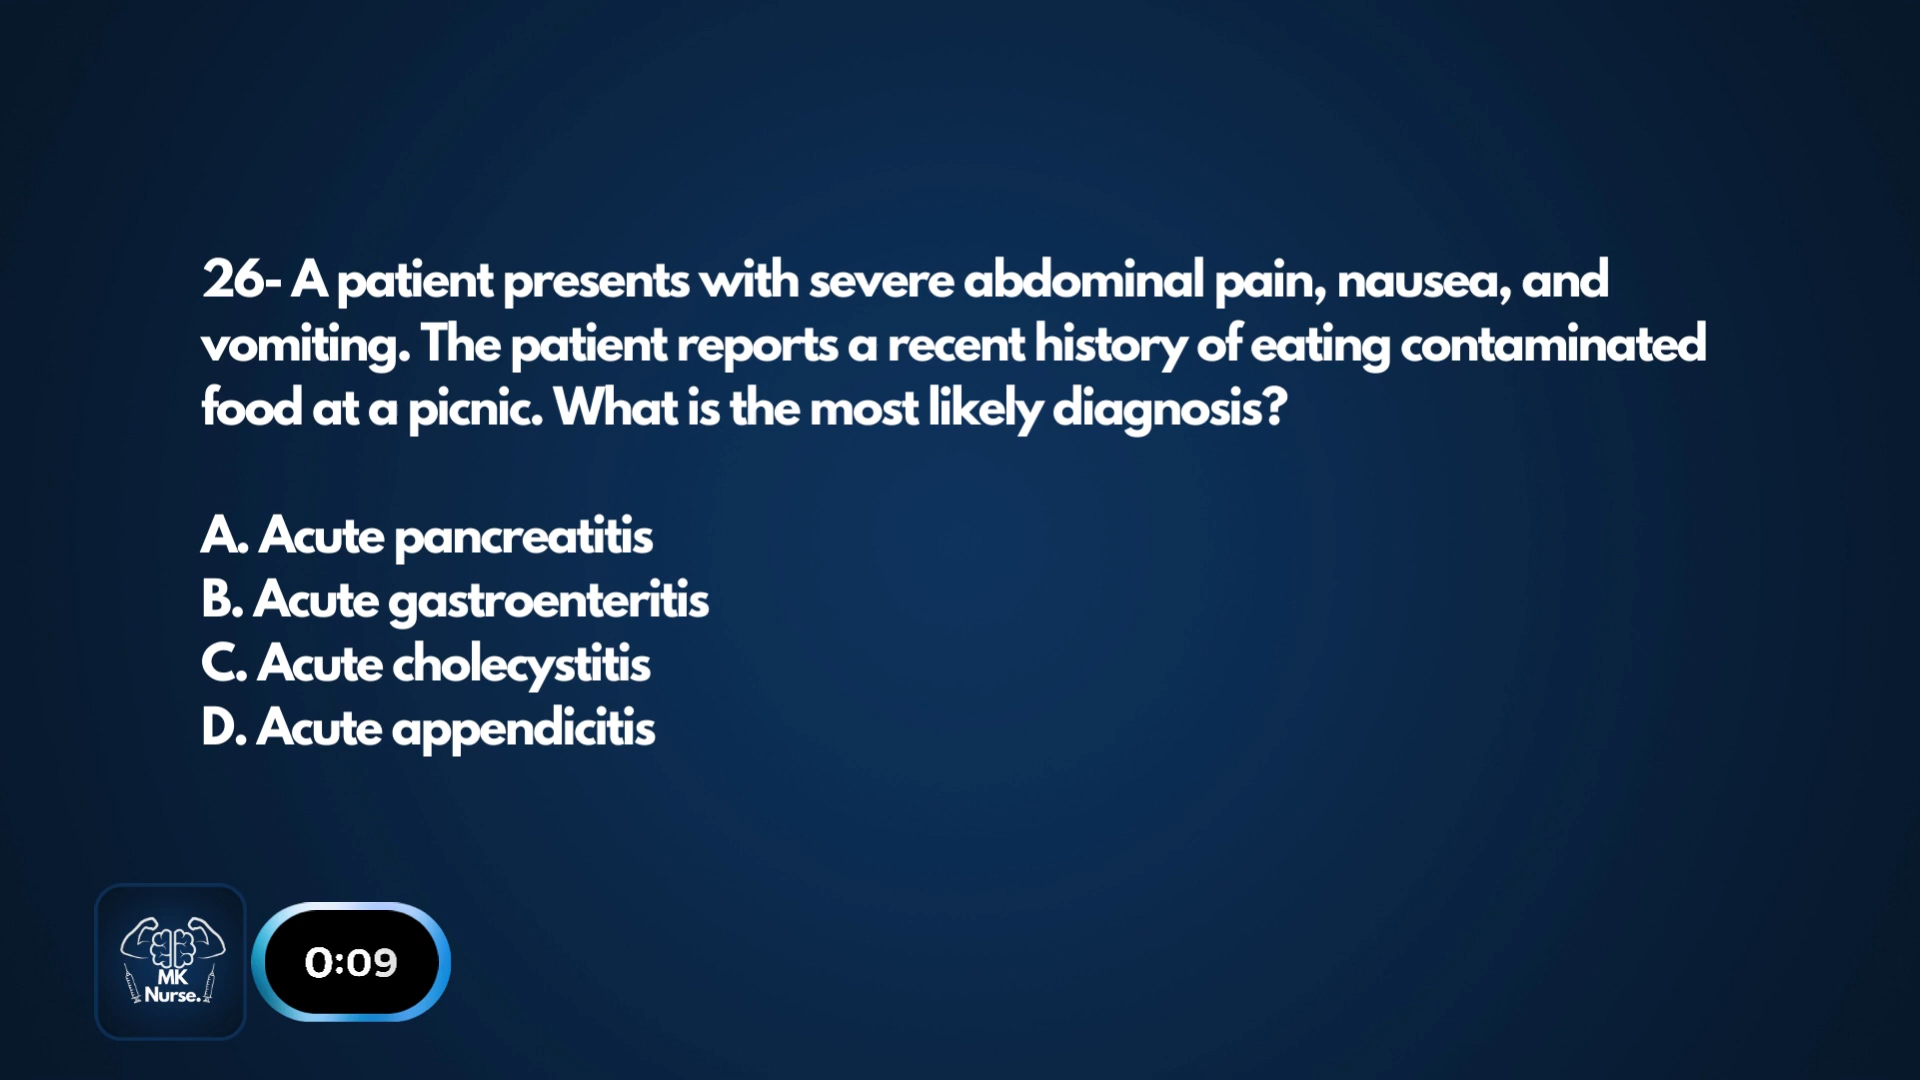 26- A patient presents with severe abdominal pain, nausea, and
vomiting. The patient reports a recent history of eating contaminated
food at a picnic. What is the most likely diagnosis?
A. Acute pancreatitis
B. Acute gastroenteritis
C. Acute cholecystitis
D. Acute appendicitis
MK
Nurse.
0:09